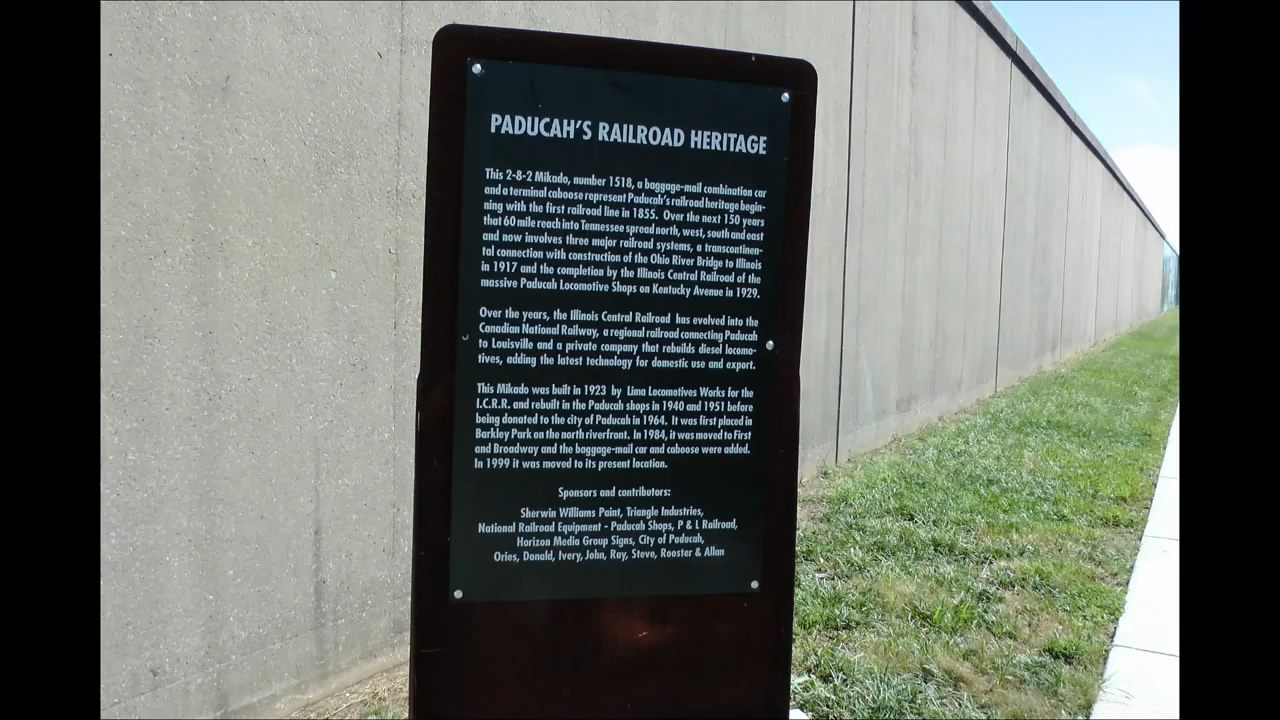 PADUCAH'S RAILROAD HERITAGE
This 2-8-2 Mikado, number 1518, a baggage-mail combination car
and a terminal caboose represent Paducah's railroad heritage begin-
ning with the first railroad line in 1855. Over the next 150 years
that 60 mile reach into Tennessee spread north, west, south and east
and now involves three major railroad systems, a transcontinen-
tal connection with construction of the Ohio River Bridge to Illinois
in 1917 and the completion by the Illinois Central Railroad of the
massive Paducah Locomotive Shops on Kentucky Avenue in 1929.
Over the years, the Illinois Central Railroad has evolved into the
Canadian National Railway, a regional railroad connecting Paducah
to Louisville and a private company that rebuilds diesel locomo-
tives, adding the latest technology for domestic use and export.
This Mikado was built in 1923 by Lima Locomotives Works for the
I.C.R.R. and rebuilt in the Paducah shops in 1940 and 1951 before
being donated to the city of Paducah in 1964. It was first placed in
Barkley Park on the north riverfront. In 1984, it was moved to First
and Broadway and the baggage-mail car and caboose were added.
In 1999 it was moved to its present location.
Sponsors and contributors:
Sherwin Williams Paint, Triangle Industries,
National Railroad Equipment - Paducah Shops, P & L Railroad,
Horizon Media Group Signs, City of Paducah,
Ories, Donald, Ivery, John, Ray, Steve, Rooster & Allan